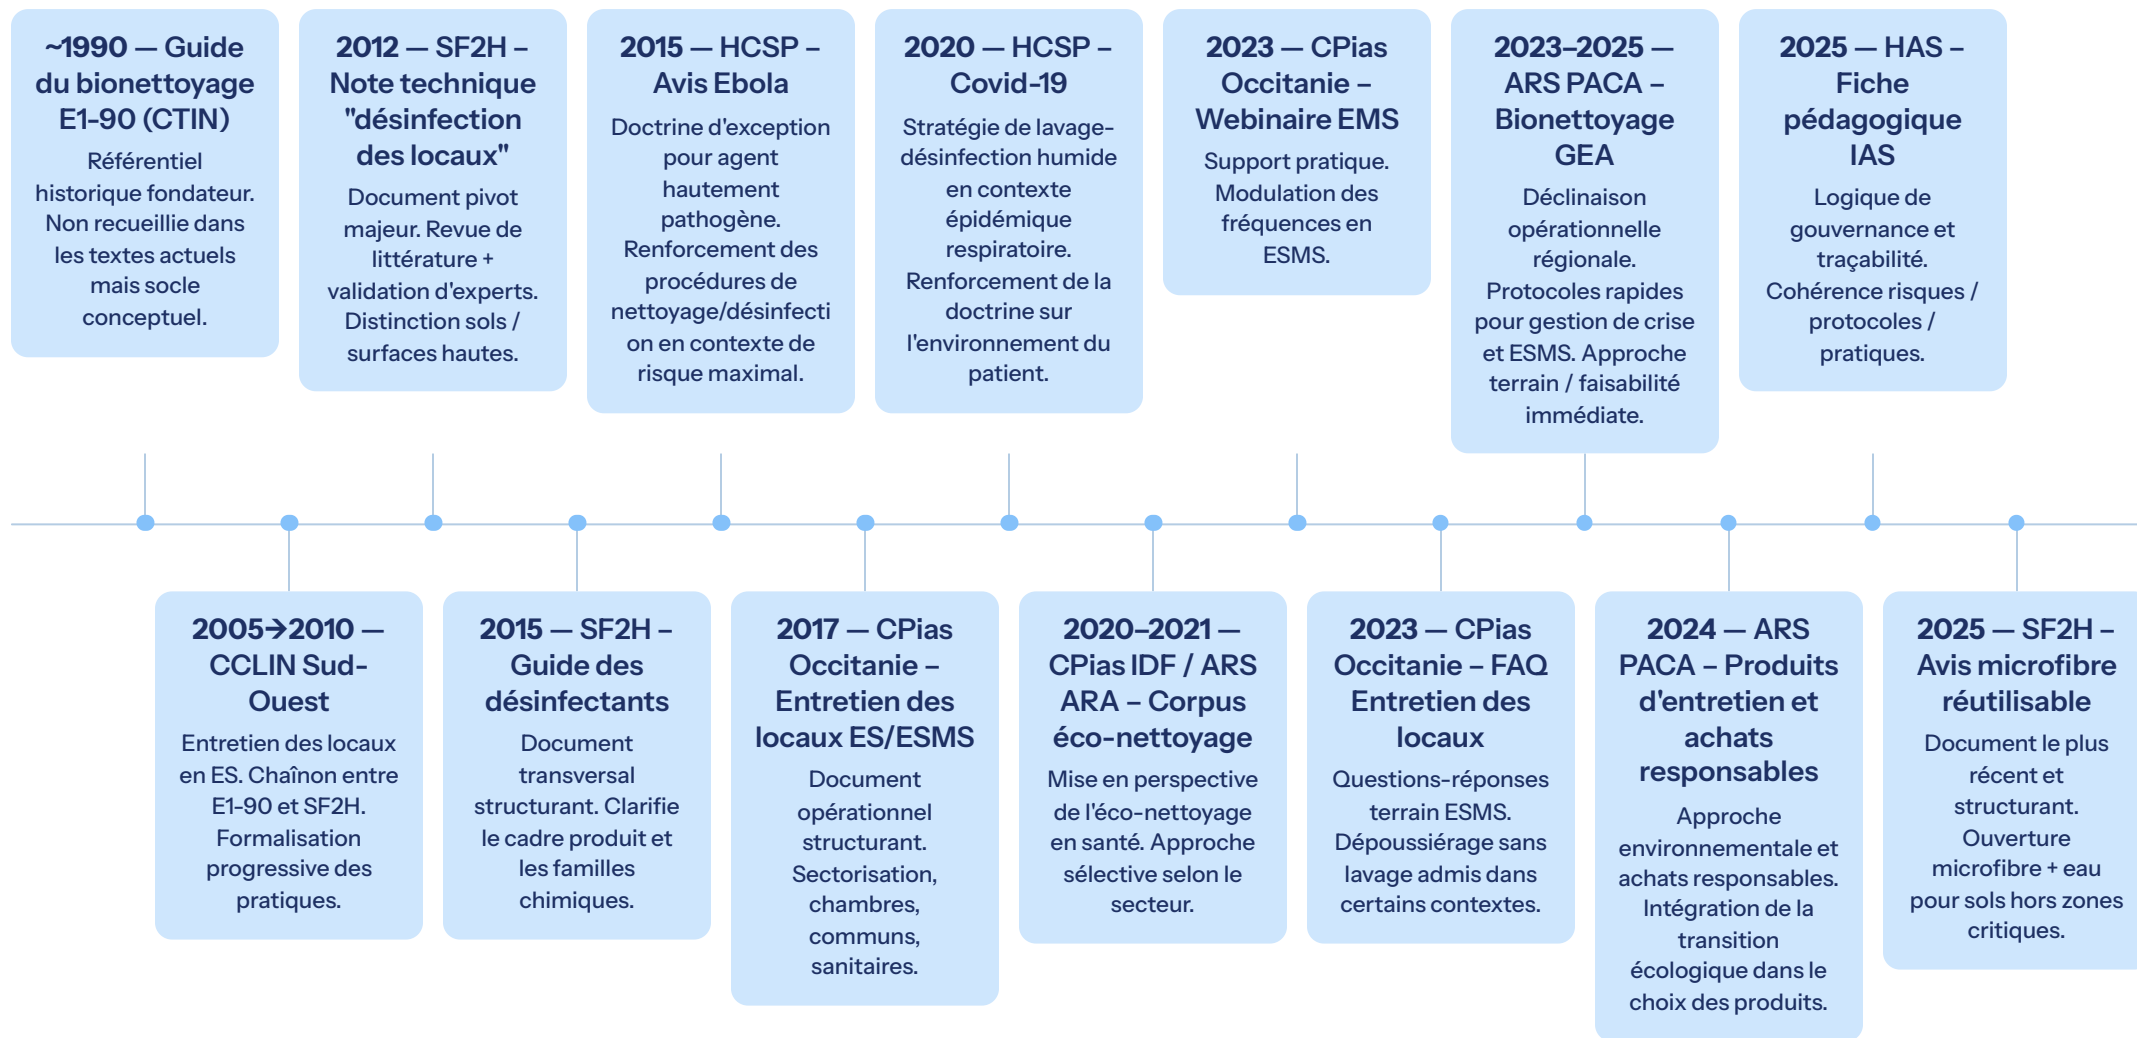 ~1990 — Guide
du bionettoyage
E1-90 (CTIN)
Référentiel
historique fondateur.
Non recueillie dans
les textes actuels
mais socle
conceptuel.
2012 — SF2H –
Note technique
"désinfection
des locaux"
Document pivot
majeur. Revue de
littérature +
validation d'experts.
Distinction sols /
surfaces hautes.
2015 — HCSP –
Avis Ebola
Doctrine d'exception
pour agent
hautement
pathogène.
Renforcement des
procédures de
nettoyage/désinfecti
on en contexte de
risque maximal.
2020 — HCSP –
Covid-19
Stratégie de lavage-
désinfection humide
en contexte
épidémique
respiratoire.
Renforcement de la
doctrine sur
l'environnement du
patient.
2023 — CPias
Occitanie –
Webinaire EMS
Support pratique.
Modulation des
fréquences en
ESMS.
2023–2025 —
ARS PACA –
Bionettoyage
GEA
Déclinaison
opérationnelle
régionale.
Protocoles rapides
pour gestion de crise
et ESMS. Approche
terrain / faisabilité
immédiate.
2025 — HAS –
Fiche
pédagogique
IAS
Logique de
gouvernance et
traçabilité.
Cohérence risques /
protocoles /
pratiques.
2005→2010 —
CCLIN Sud-
Ouest
Entretien des locaux
en ES. Chaînon entre
E1-90 et SF2H.
Formalisation
progressive des
pratiques.
2015 — SF2H –
Guide des
désinfectants
Document
transversal
structurant. Clarifie
le cadre produit et
les familles
chimiques.
2017 — CPias
Occitanie –
Entretien des
locaux ES/ESMS
Document
opérationnel
structurant.
Sectorisation,
chambres,
communs,
sanitaires.
2020–2021 —
CPias IDF / ARS
ARA – Corpus
éco-nettoyage
Mise en perspective
de l'éco-nettoyage
en santé. Approche
sélective selon le
secteur.
2023 — CPias
Occitanie – FAQ
Entretien des
locaux
Questions-réponses
terrain ESMS.
Dépoussiérage sans
lavage admis dans
certains contextes.
2024 — ARS
PACA – Produits
d'entretien et
achats
responsables
Approche
environnementale et
achats responsables.
Intégration de la
transition
écologique dans le
choix des produits.
2025 — SF2H –
Avis microfibre
réutilisable
Document le plus
récent et
structurant.
Ouverture
microfibre + eau
pour sols hors zones
critiques.